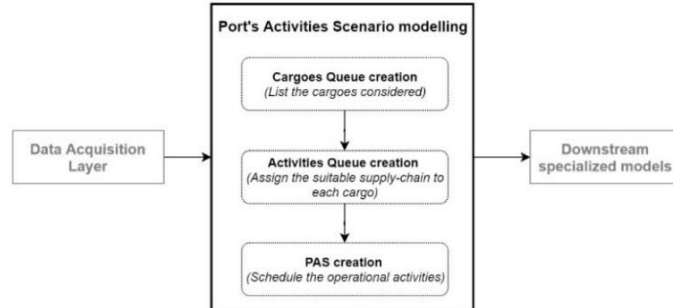 Port's Activities Scenario modelling
Cargoes Queue creation
(List the cargoes considered)
Data Acquisition
Layer
Activities Queue creation
(Assign the suitable supply-chain to
each cargo)
Downstream
specialized models
PAS creation
(Schedule the operational activities)